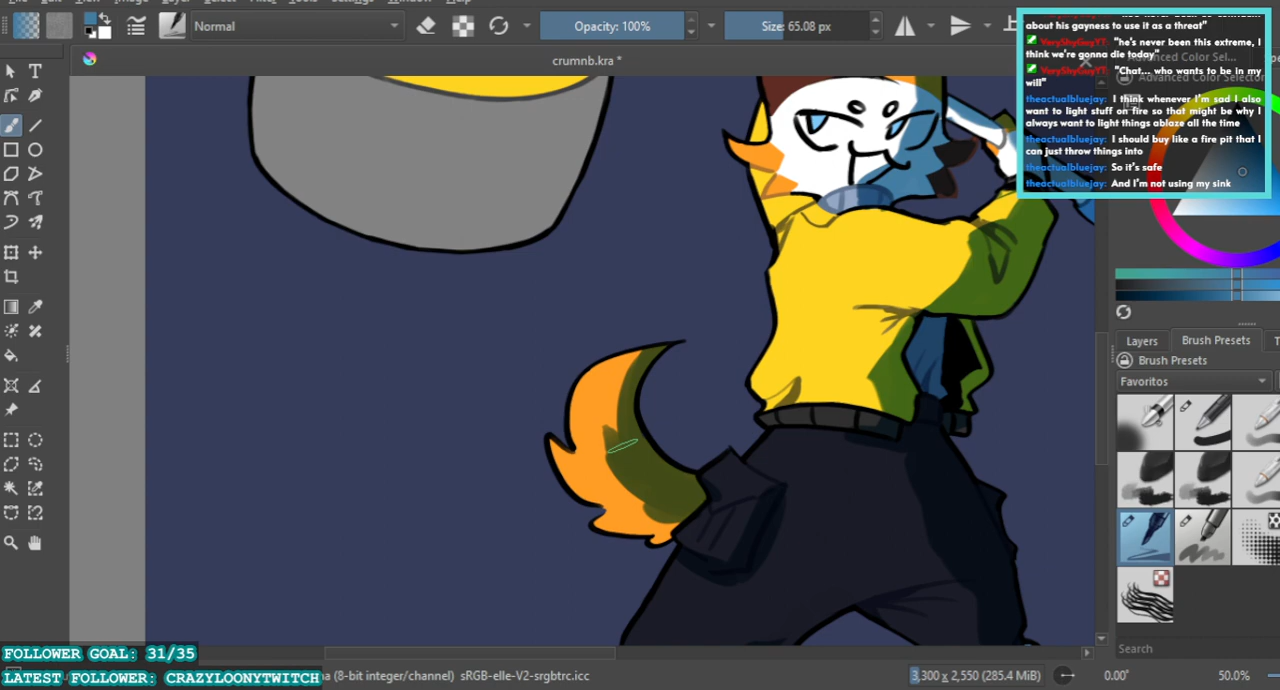 Normal
Opacity: 100%
Size: 65.08 px
crumnb.kra *
about his gayness to use it as a threat"
VeryShyGuyYT: "he's never been this extreme, I
think we're gonna die today"
VeryShyGuyYT: "Chat... who wants to be in my
will"
theactualbluejay: I think whenever I'm sad I also
want to light stuff on fire so that might be why I
always want to light things ablaze all the time
theactualbluejay: I should buy like a fire pit that I
can just throw things into
theactualbluejay: So it's safe
theactualbluejay: And I'm not using my sink
Advanced Color Sel...
Advanced Color Selector
Layers
Brush Presets
Brush Presets
Favoritos
Search
FOLLOWER GOAL: 31/35
LATEST FOLLOWER: CRAZYLOONYTWITCH
(8-bit integer/channel) sRGB-elle-V2-srgbtrc.icc
3,300 x 2,550 (285.4 MiB)
0.00°
50.0%